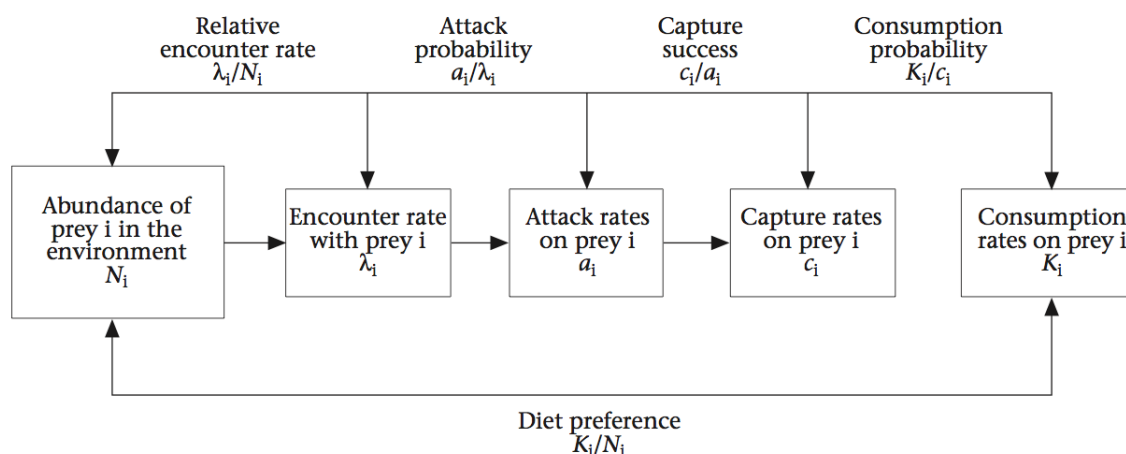 Relative
encounter rate
λi/Ni
Attack
probability
ai/λi
Capture
success
ci/ai
Consumption
probability
Ki/ci
Abundance of
prey i in the
environment
Ni
Encounter rate
with prey i
λi
Attack rates
on prey i
ai
Capture rates
on prey i
ci
Consumption
rates on prey i
Ki
Diet preference
Ki/Ni